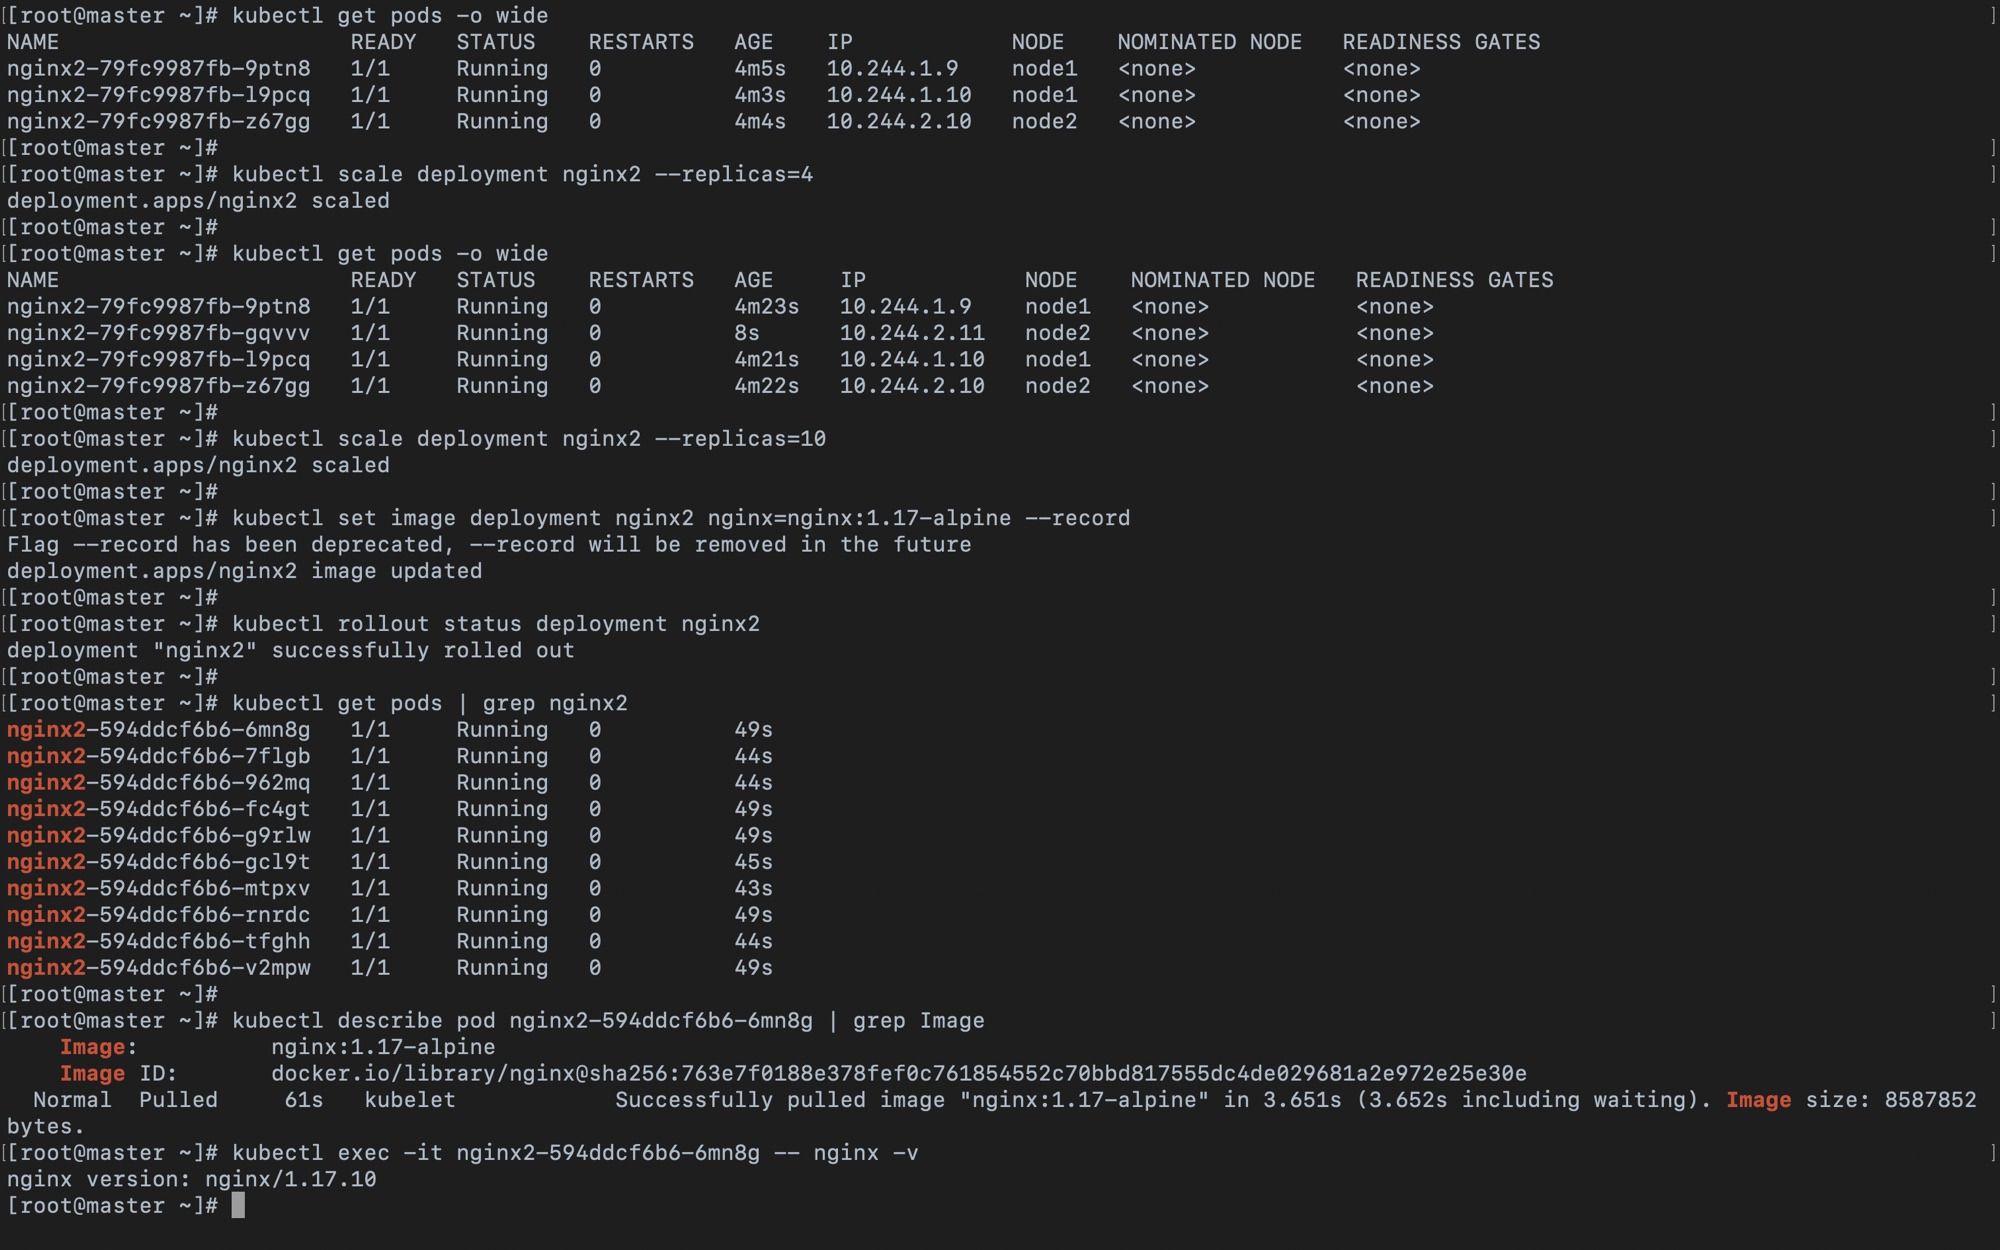 [[root@master ~]# kubectl get pods -o wide ]
NAME READY STATUS RESTARTS AGE IP NODE NOMINATED NODE READINESS GATES
nginx2-79fc9987fb-9ptn8 1/1 Running 0 4m5s 10.244.1.9 node1 <none> <none>
nginx2-79fc9987fb-l9pcq 1/1 Running 0 4m3s 10.244.1.10 node1 <none> <none>
nginx2-79fc9987fb-z67gg 1/1 Running 0 4m4s 10.244.2.10 node2 <none> <none>
[[root@master ~]# ]
[[root@master ~]# kubectl scale deployment nginx2 --replicas=4 ]
deployment.apps/nginx2 scaled
[[root@master ~]# ]
[[root@master ~]# kubectl get pods -o wide ]
NAME READY STATUS RESTARTS AGE IP NODE NOMINATED NODE READINESS GATES
nginx2-79fc9987fb-9ptn8 1/1 Running 0 4m23s 10.244.1.9 node1 <none> <none>
nginx2-79fc9987fb-gqvvv 1/1 Running 0 8s 10.244.2.11 node2 <none> <none>
nginx2-79fc9987fb-l9pcq 1/1 Running 0 4m21s 10.244.1.10 node1 <none> <none>
nginx2-79fc9987fb-z67gg 1/1 Running 0 4m22s 10.244.2.10 node2 <none> <none>
[[root@master ~]# ]
[[root@master ~]# kubectl scale deployment nginx2 --replicas=10 ]
deployment.apps/nginx2 scaled
[[root@master ~]# ]
[[root@master ~]# kubectl set image deployment nginx2 nginx=nginx:1.17-alpine --record ]
Flag --record has been deprecated, --record will be removed in the future
deployment.apps/nginx2 image updated
[[root@master ~]# ]
[[root@master ~]# kubectl rollout status deployment nginx2 ]
deployment "nginx2" successfully rolled out
[[root@master ~]# ]
[[root@master ~]# kubectl get pods | grep nginx2 ]
nginx2-594ddcf6b6-6mn8g 1/1 Running 0 49s
nginx2-594ddcf6b6-7flgb 1/1 Running 0 44s
nginx2-594ddcf6b6-962mq 1/1 Running 0 44s
nginx2-594ddcf6b6-fc4gt 1/1 Running 0 49s
nginx2-594ddcf6b6-g9rlw 1/1 Running 0 49s
nginx2-594ddcf6b6-gcl9t 1/1 Running 0 45s
nginx2-594ddcf6b6-mtpxv 1/1 Running 0 43s
nginx2-594ddcf6b6-rnrdc 1/1 Running 0 49s
nginx2-594ddcf6b6-tfghh 1/1 Running 0 44s
nginx2-594ddcf6b6-v2mpw 1/1 Running 0 49s
[[root@master ~]# ]
[[root@master ~]# kubectl describe pod nginx2-594ddcf6b6-6mn8g | grep Image ]
Image: nginx:1.17-alpine
Image ID: docker.io/library/nginx@sha256:763e7f0188e378fef0c761854552c70bbd817555dc4de029681a2e972e25e30e
Normal Pulled 61s kubelet Successfully pulled image "nginx:1.17-alpine" in 3.651s (3.652s including waiting). Image size: 8587852
bytes.
[[root@master ~]# kubectl exec -it nginx2-594ddcf6b6-6mn8g -- nginx -v ]
nginx version: nginx/1.17.10
[root@master ~]#